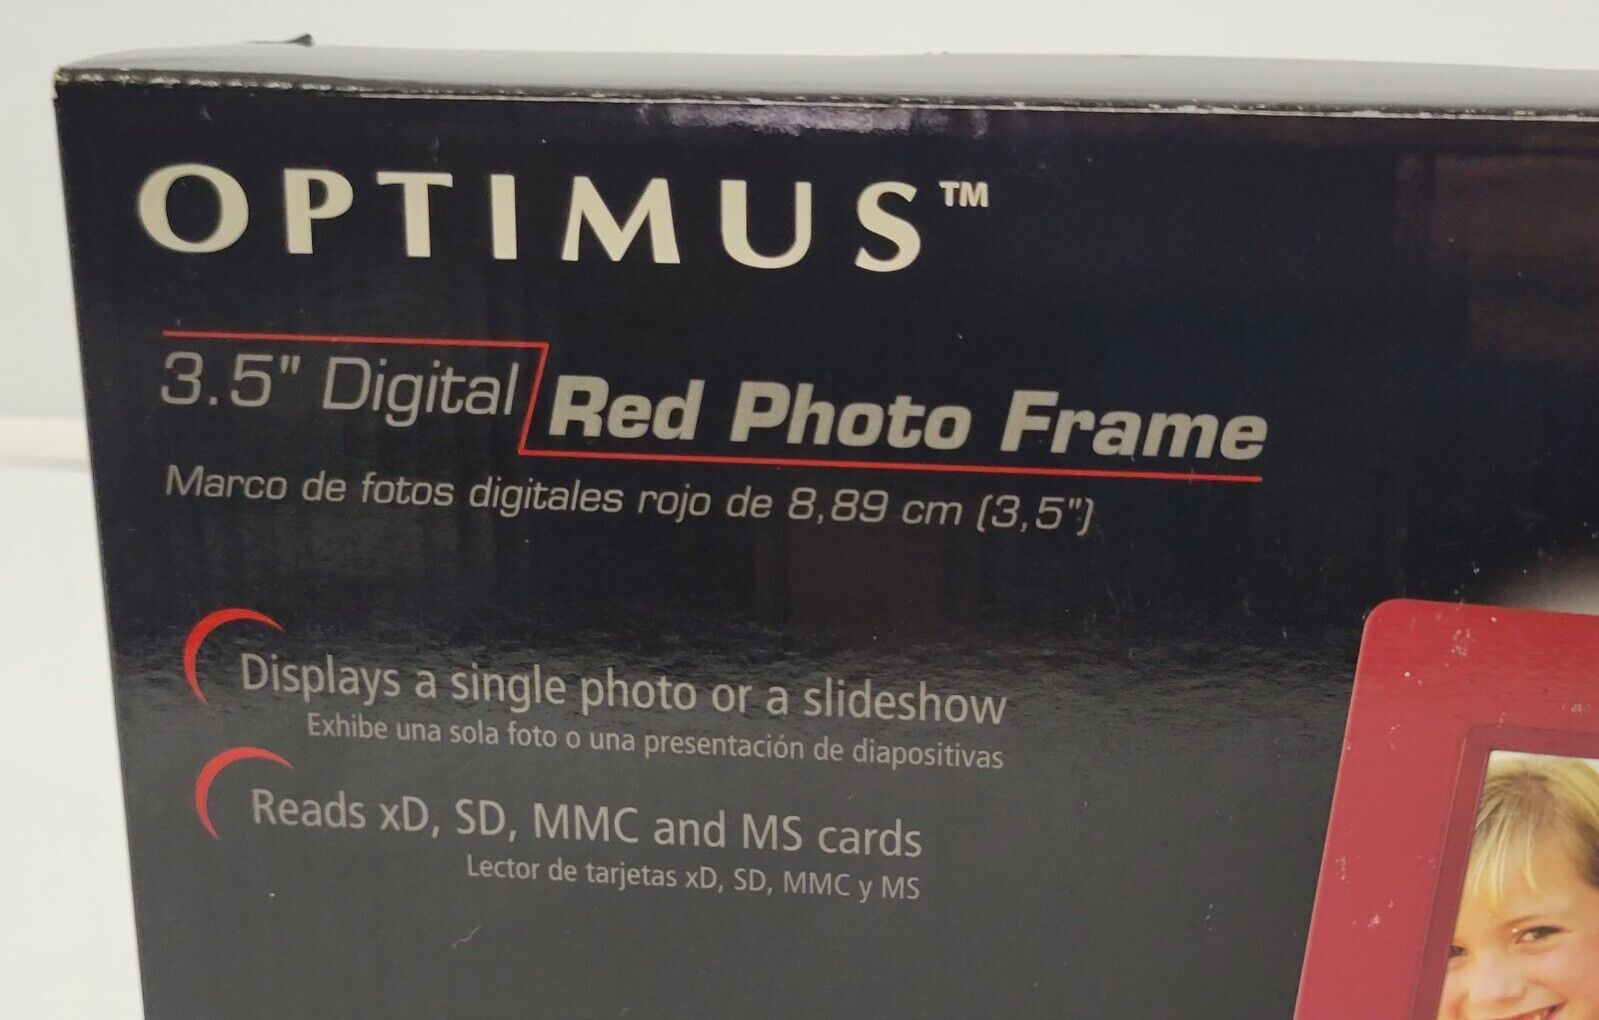 OPTIMUS™
3.5" Digital Red Photo Frame
Marco de fotos digitales rojo de 8,89 cm (3,5")
Displays a single photo or a slideshow
Exhibe una sola foto o una presentación de diapositivas
Reads xD, SD, MMC and MS cards
Lector de tarjetas xD, SD, MMC y MS